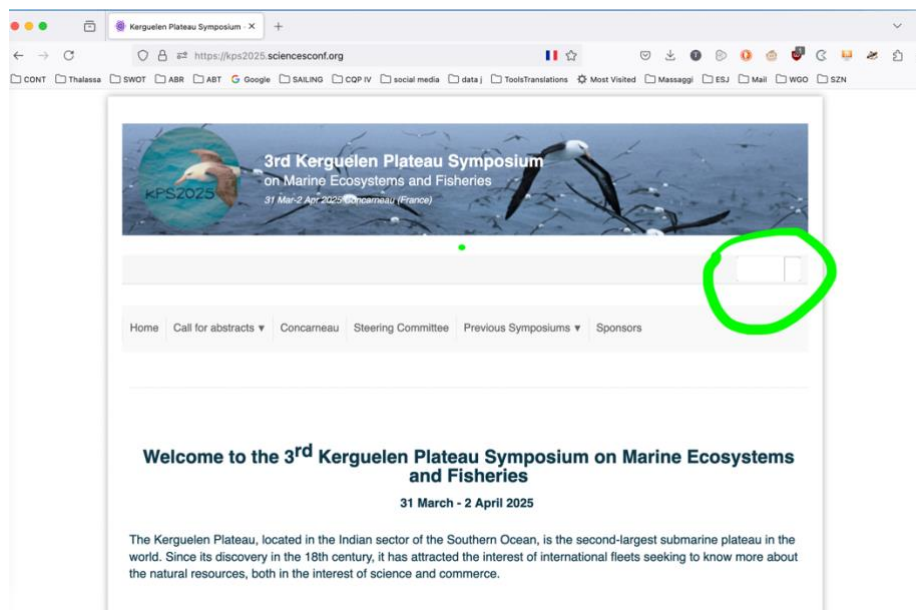 Kerguelen Plateau Symposium -
https://kps2025.sciencesconf.org
CONT Thalassa SWOT ABR ABT Google SAILING CQP IV social media data j ToolsTranslations Most Visited Massaggi ESJ Mail WGO SZN
KPS2025
3rd Kerguelen Plateau Symposium
on Marine Ecosystems and Fisheries
31 Mar-2 Apr 2025 Concarneau (France)
Home Call for abstracts ▾ Concarneau Steering Committee Previous Symposiums ▾ Sponsors
Welcome to the 3rd Kerguelen Plateau Symposium on Marine Ecosystems
and Fisheries
31 March - 2 April 2025
The Kerguelen Plateau, located in the Indian sector of the Southern Ocean, is the second-largest submarine plateau in the
world. Since its discovery in the 18th century, it has attracted the interest of international fleets seeking to know more about
the natural resources, both in the interest of science and commerce.